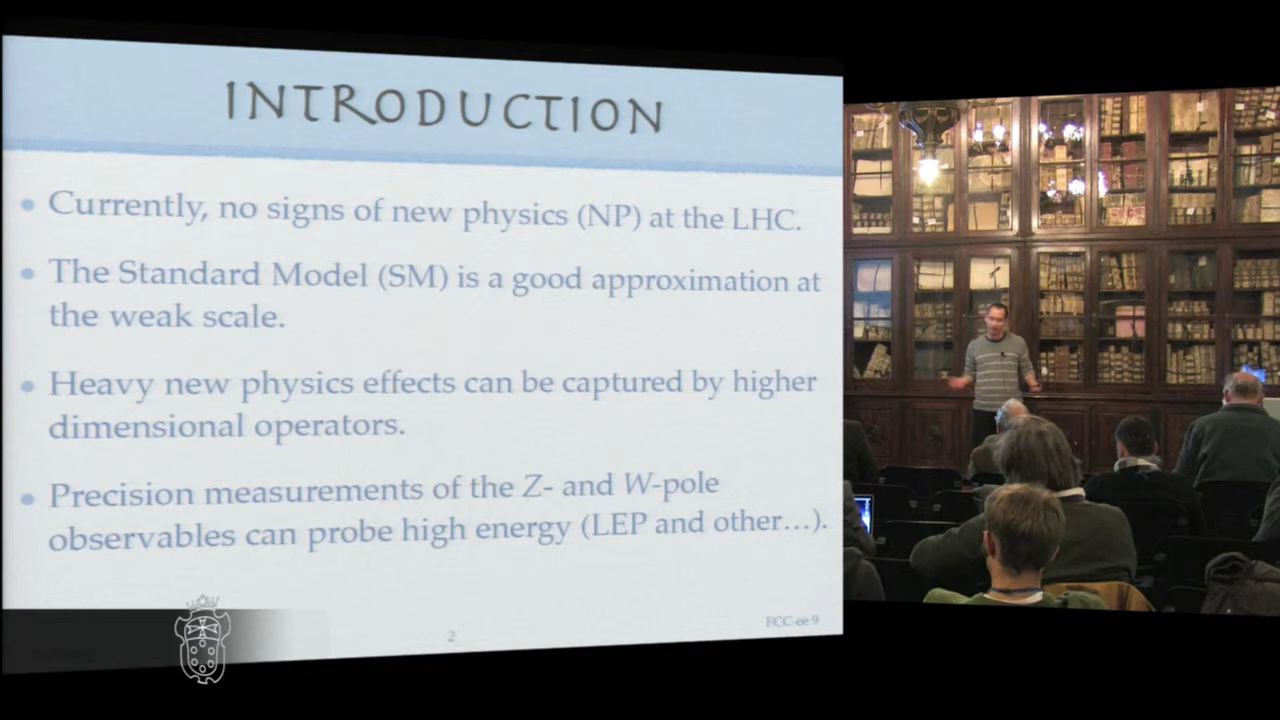 INTRODUCTION
• Currently, no signs of new physics (NP) at the LHC.
• The Standard Model (SM) is a good approximation at
the weak scale.
• Heavy new physics effects can be captured by higher
dimensional operators.
• Precision measurements of the Z- and W-pole
observables can probe high energy (LEP and other...).
2
FCC-ee 9